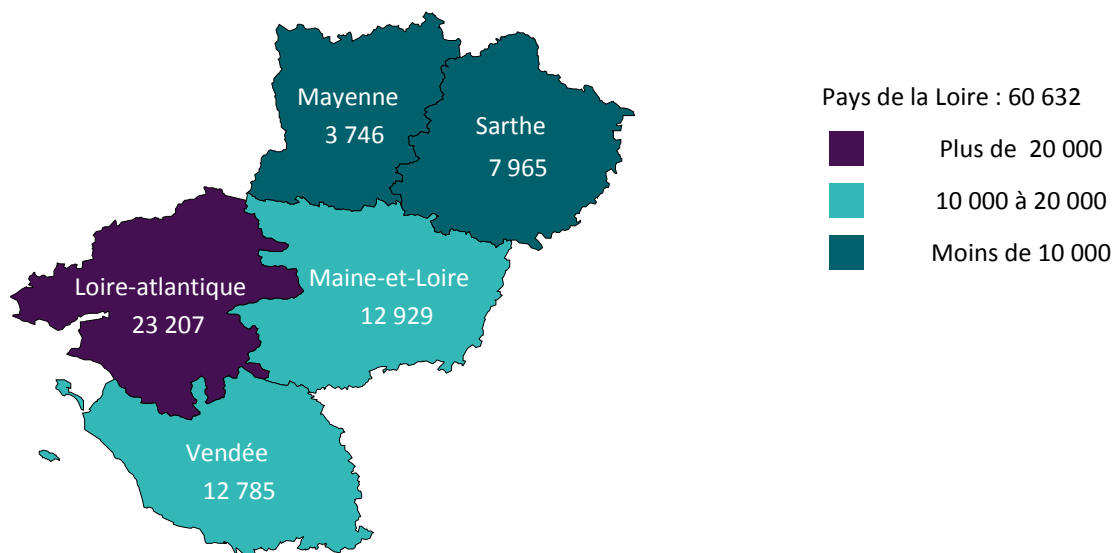 Mayenne
3 746
Sarthe
7 965
Loire-atlantique
23 207
Maine-et-Loire
12 929
Vendée
12 785
Pays de la Loire : 60 632
Plus de 20 000
10 000 à 20 000
Moins de 10 000